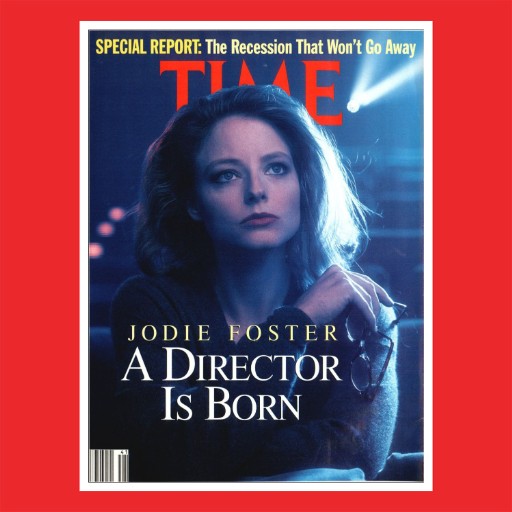 SPECIAL REPORT: The Recession That Won't Go Away
TIME
JODIE FOSTER
A DIRECTOR
IS BORN